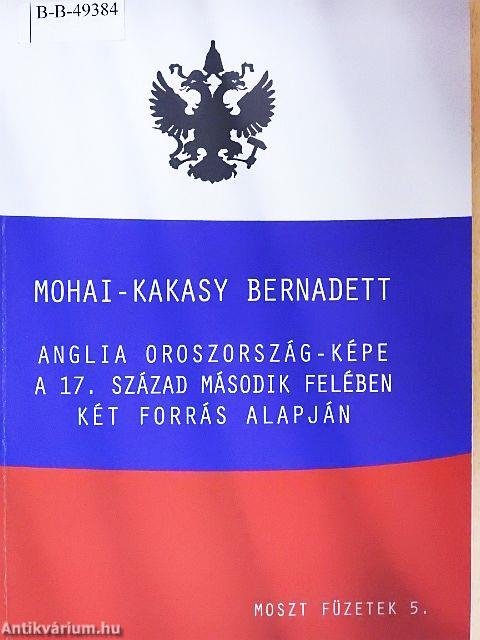 B-B-49384
MOHAI-KAKASY BERNADETT
ANGLIA OROSZORSZÁG-KÉPE
A 17. SZÁZAD MÁSODIK FELÉBEN
KÉT FORRÁS ALAPJÁN
MOSZT FÜZETEK 5.
Antikvárium.hu